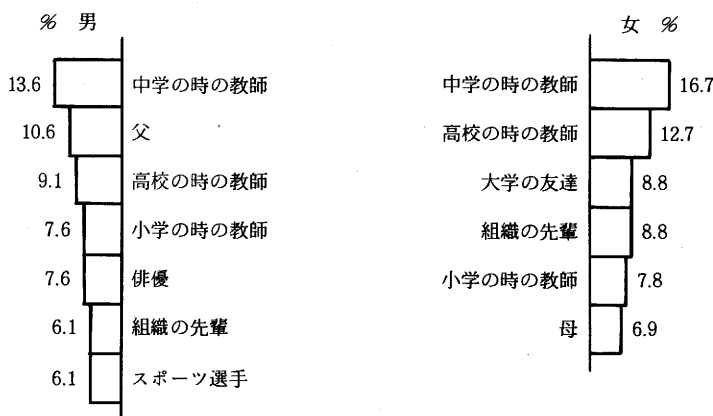 % 男
13.6 中学の時の教師
10.6 父
9.1 高校の時の教師
7.6 小学の時の教師
7.6 俳優
6.1 組織の先輩
6.1 スポーツ選手
女 %
中学の時の教師 16.7
高校の時の教師 12.7
大学の友達 8.8
組織の先輩 8.8
小学の時の教師 7.8
母 6.9